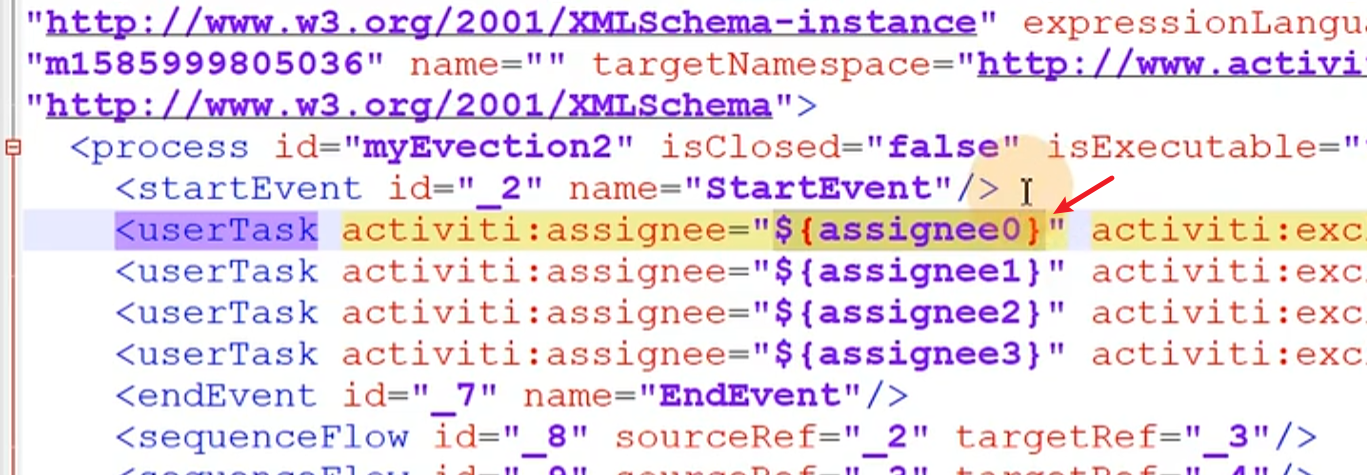 "http://www.w3.org/2001/XMLSchema-instance" expressionLangu
"m1585999805036" name="" targetNamespace="http://www.activi
"http://www.w3.org/2001/XMLSchema">
<process id="myEvection2" isClosed="false" isExecutable="
<startEvent id="_2" name="StartEvent"/>
<userTask activiti:assignee="${assignee0}" activiti:exc
<userTask activiti:assignee="${assignee1}" activiti:exc
<userTask activiti:assignee="${assignee2}" activiti:exc
<userTask activiti:assignee="${assignee3}" activiti:exc
<endEvent id="_7" name="EndEvent"/>
<sequenceFlow id="_8" sourceRef="_2" targetRef="_3"/>